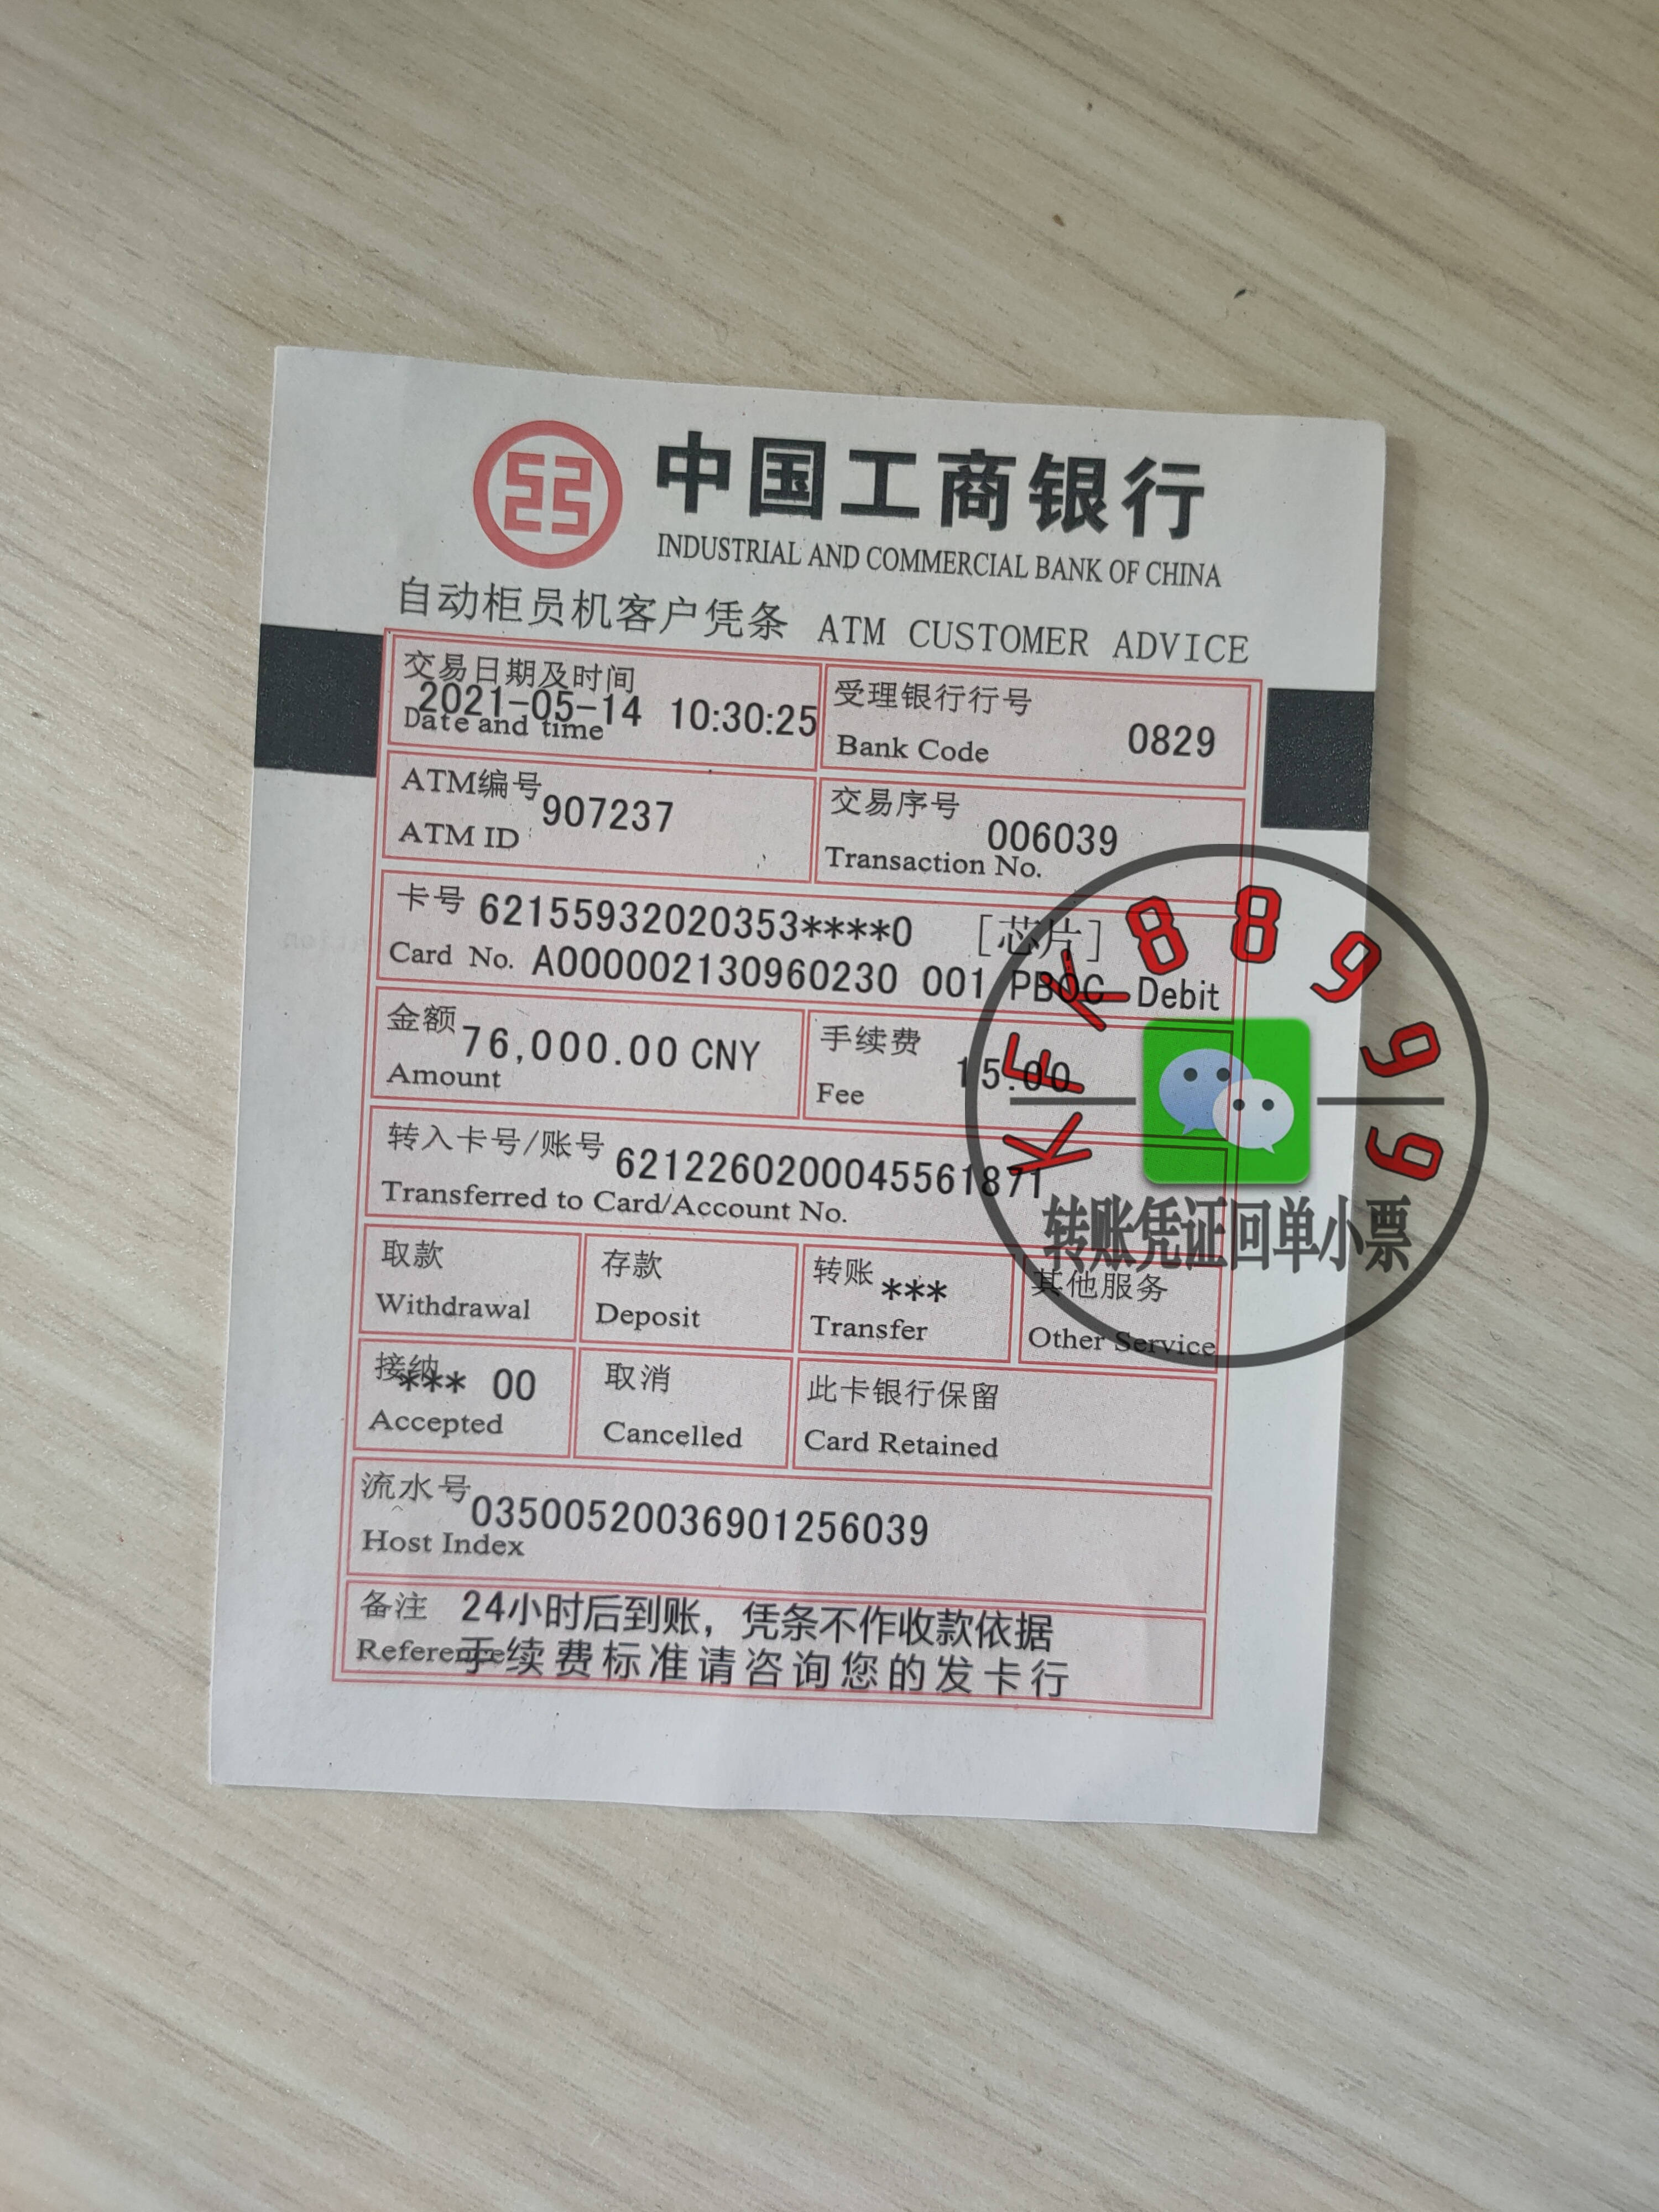 中国工商银行
INDUSTRIAL AND COMMERCIAL BANK OF CHINA
自动柜员机客户凭条 ATM CUSTOMER ADVICE
交易日期及时间
2021-05-14 10:30:25
Date and time
受理银行行号
Bank Code 0829
ATM编号
907237
ATM ID
交易序号
006039
Transaction No.
卡号 62155932020353****0 [芯片]
Card No. A000002130960230 001 PBOC Debit
金额
76,000.00 CNY
Amount
手续费
15.00
Fee
转入卡号/账号
6212260200045561871
Transferred to Card/Account No.
取款
Withdrawal
存款
Deposit
转账
***
Transfer
其他服务
Other Service
接纳
*** 00
Accepted
取消
Cancelled
此卡银行保留
Card Retained
流水号
03500520036901256039
Host Index
备注 24小时后到账，凭条不作收款依据
Reference 手续费标准请咨询您的发卡行
KFK88999
转账凭证回单小票